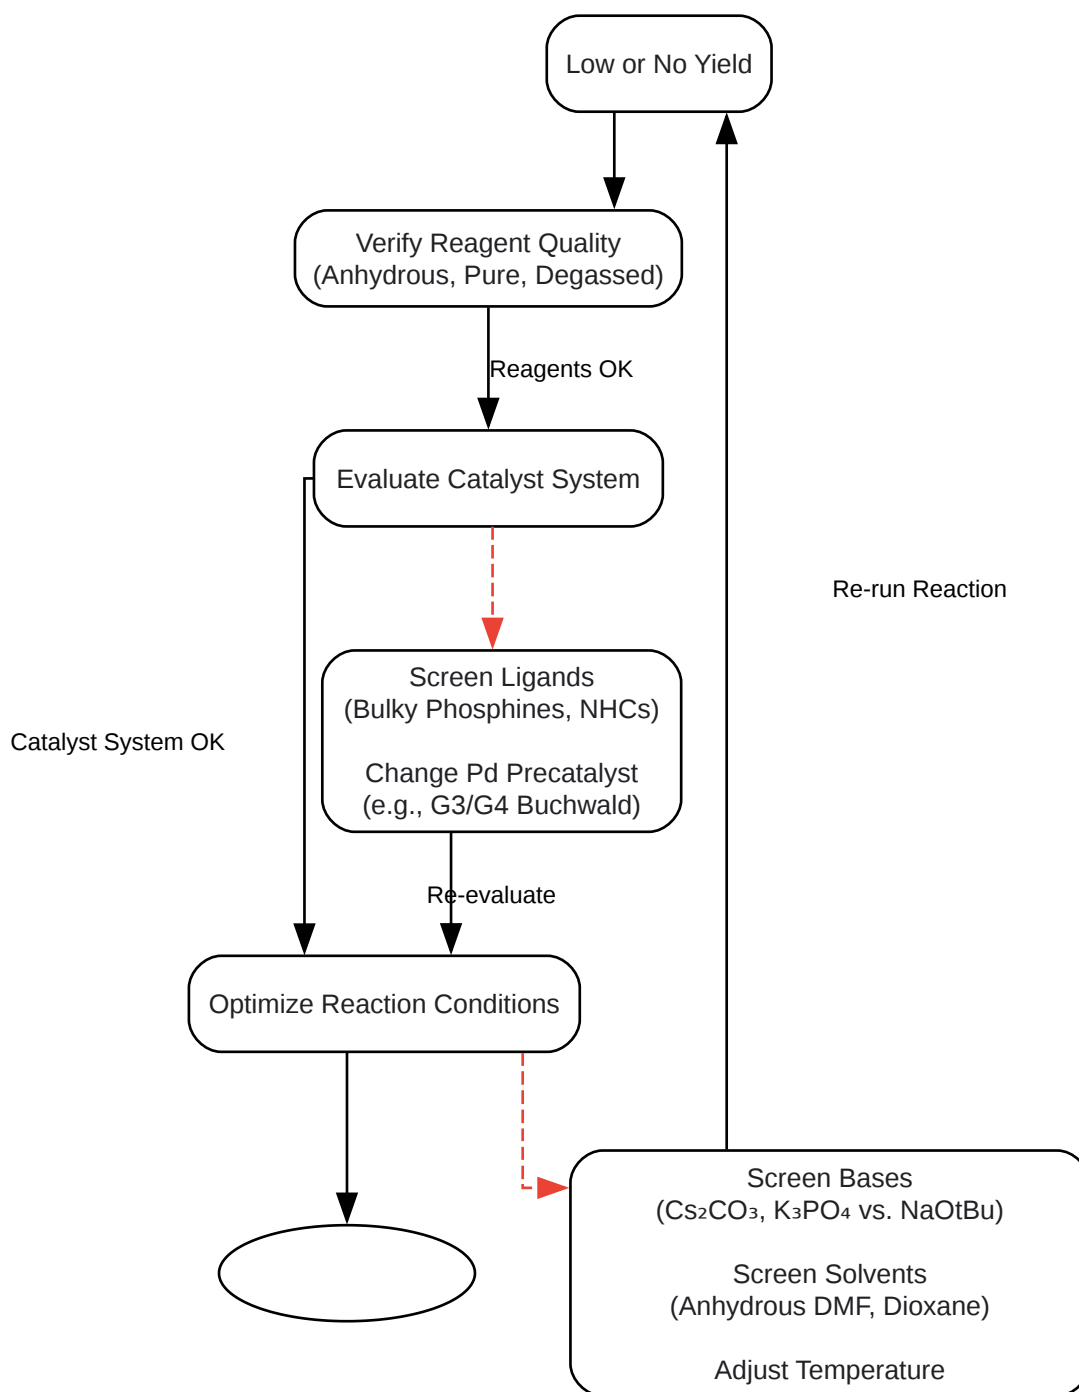 Low or No Yield
Verify Reagent Quality
(Anhydrous, Pure, Degassed)
Reagents OK
Evaluate Catalyst System
Re-run Reaction
Screen Ligands
(Bulky Phosphines, NHCs)
Change Pd Precatalyst
(e.g., G3/G4 Buchwald)
Catalyst System OK
Re-evaluate
Optimize Reaction Conditions
Screen Bases
(Cs₂CO₃, K₃PO₄ vs. NaOtBu)
Screen Solvents
(Anhydrous DMF, Dioxane)
Adjust Temperature